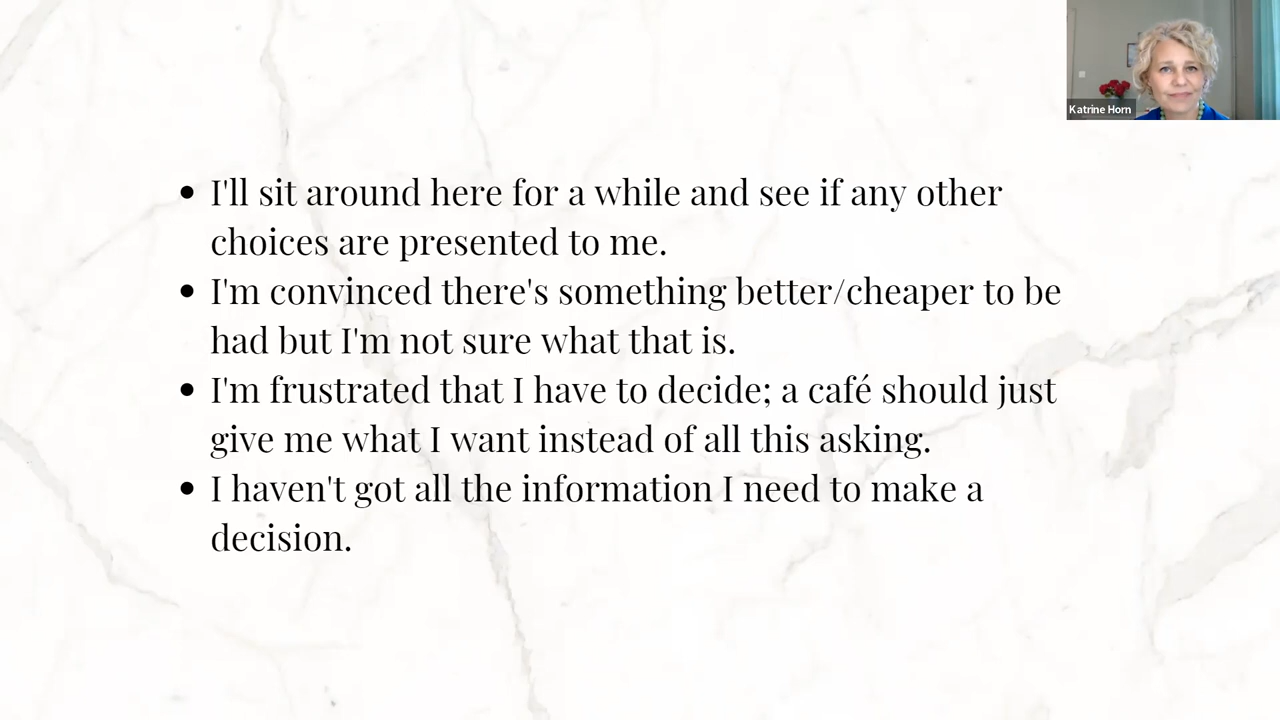 Katrine Horn
• I'll sit around here for a while and see if any other
choices are presented to me.
• I'm convinced there's something better/cheaper to be
had but I'm not sure what that is.
• I'm frustrated that I have to decide; a café should just
give me what I want instead of all this asking.
• I haven't got all the information I need to make a
decision.